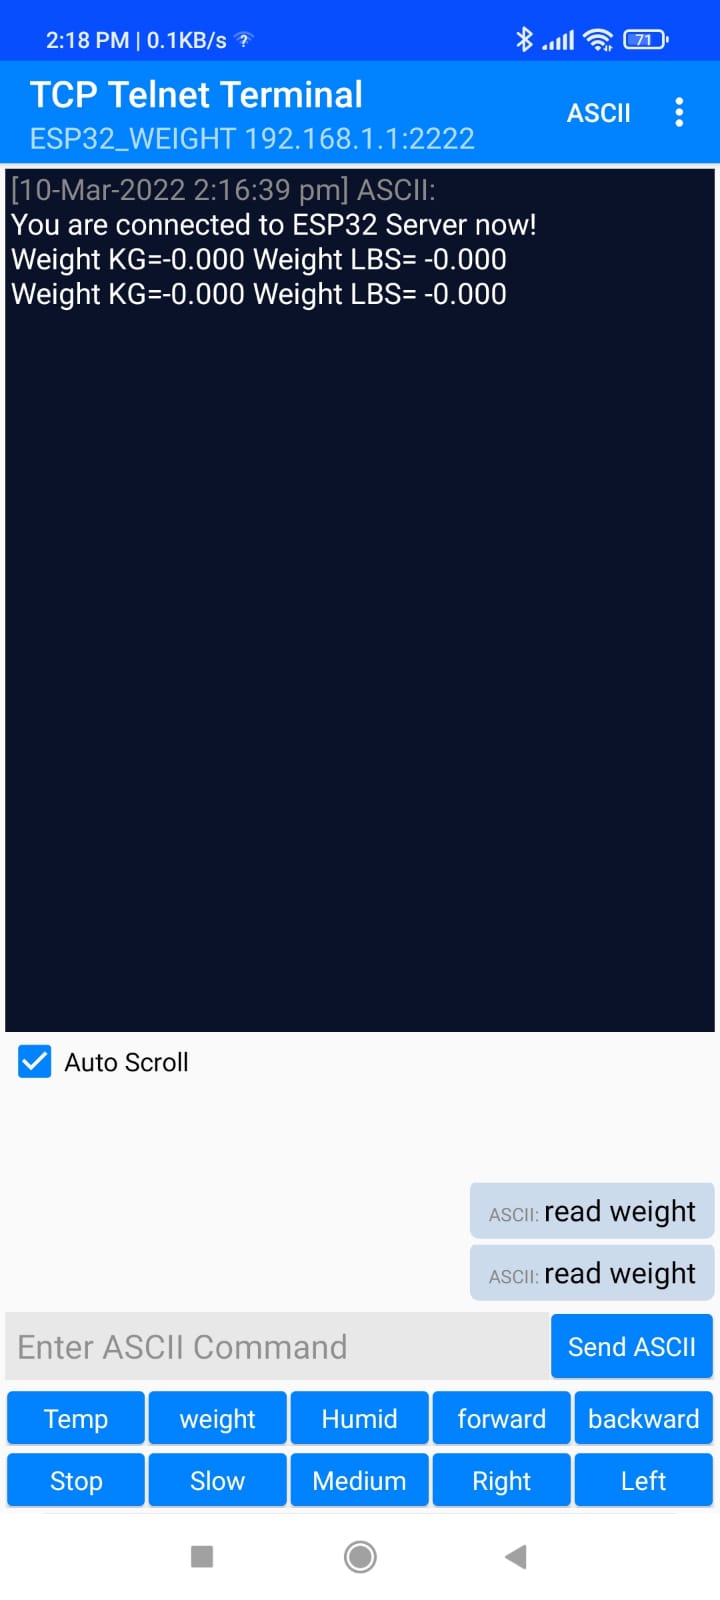 2:18 PM | 0.1KB/s
71
TCP Telnet Terminal
ESP32_WEIGHT 192.168.1.1:2222
ASCII
[10-Mar-2022 2:16:39 pm] ASCII:
You are connected to ESP32 Server now!
Weight KG=-0.000 Weight LBS= -0.000
Weight KG=-0.000 Weight LBS= -0.000
Auto Scroll
ASCII: read weight
ASCII: read weight
Enter ASCII Command
Send ASCII
Temp weight Humid forward backward
Stop Slow Medium Right Left